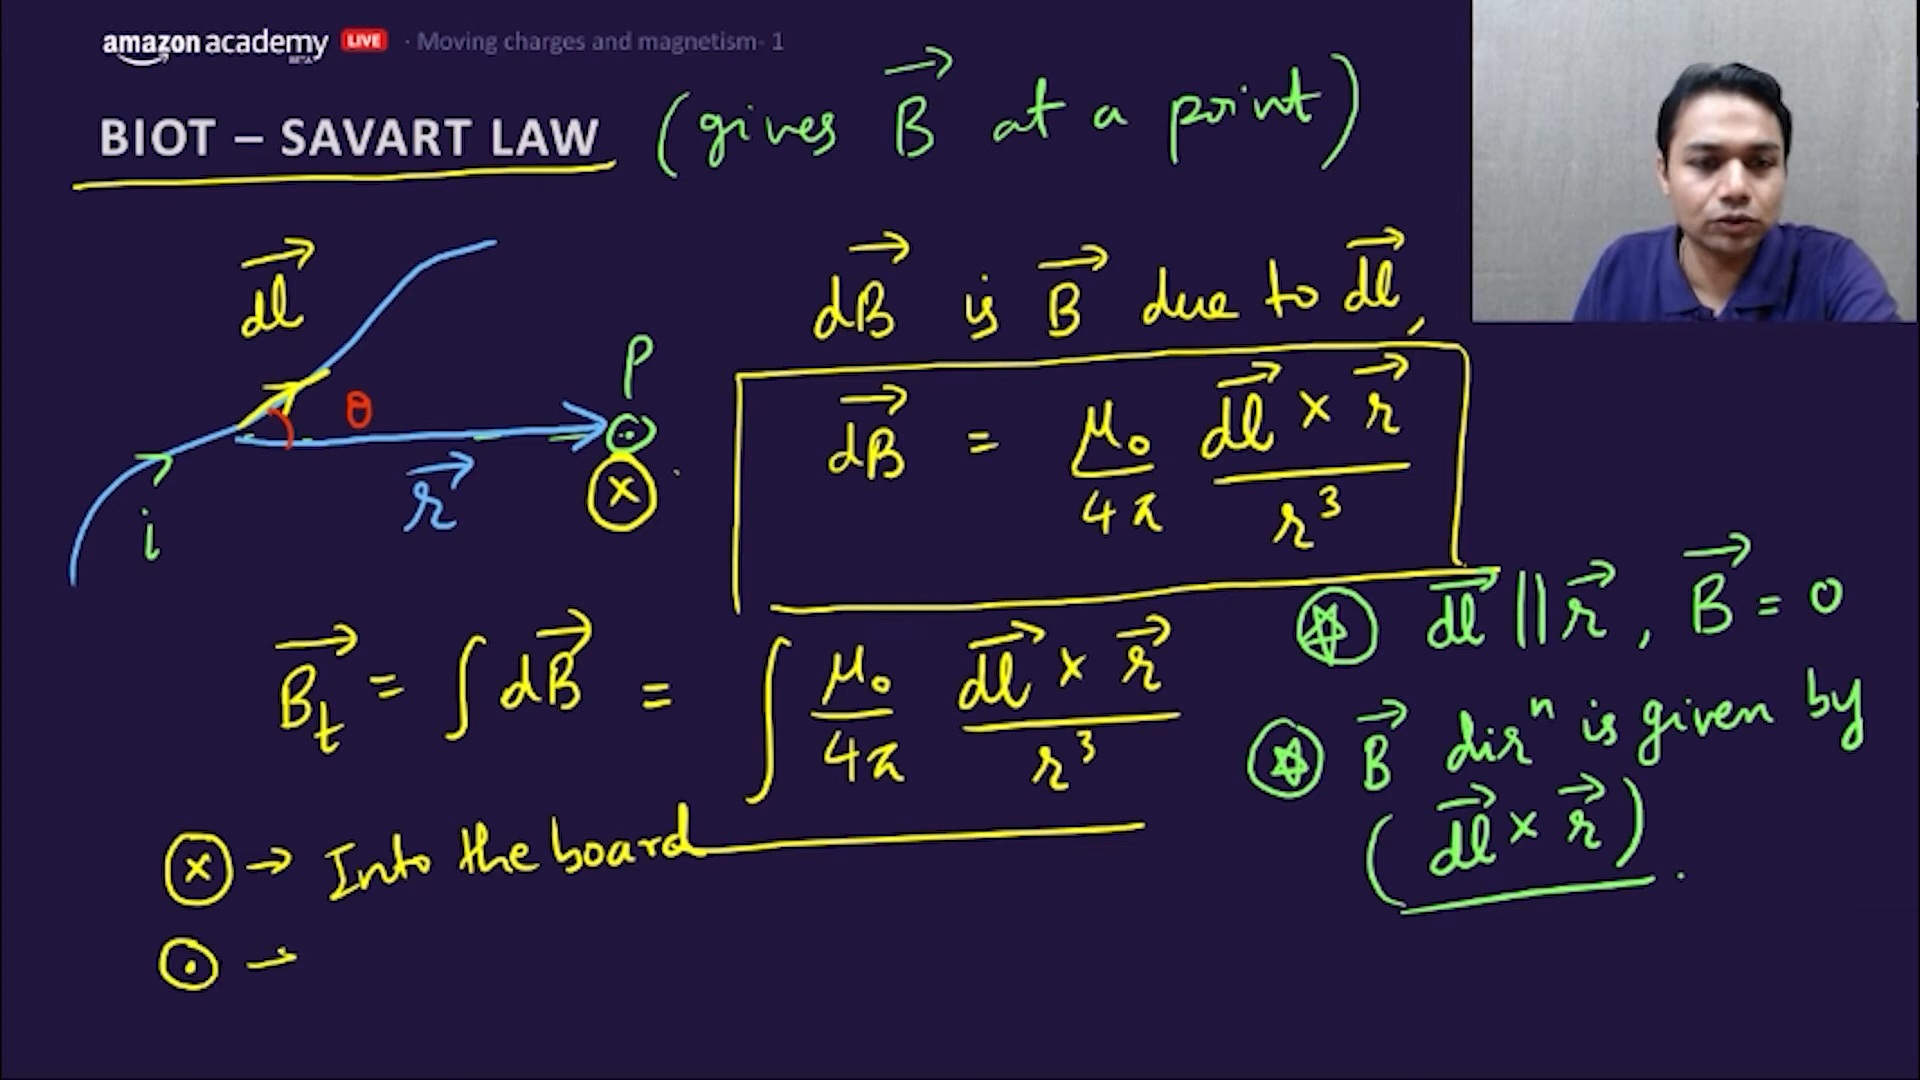 amazon academy LIVE · Moving charges and magnetism- 1
BETA
BIOT – SAVART LAW (gives B⃗ at a point)
dl⃗
dB⃗ is B⃗ due to dl⃗,
P
θ
dB⃗ = μ₀/4π dl⃗ × r⃗/r³
r⃗
i
☆ dl⃗ || r⃗, B⃗ = 0
B⃗t = ∫ dB⃗ = ∫ μ₀/4π dl⃗ × r⃗/r³
☆ B⃗ dirⁿ is given by
(dl⃗ × r⃗).
ⓧ → Into the board
⊙ →